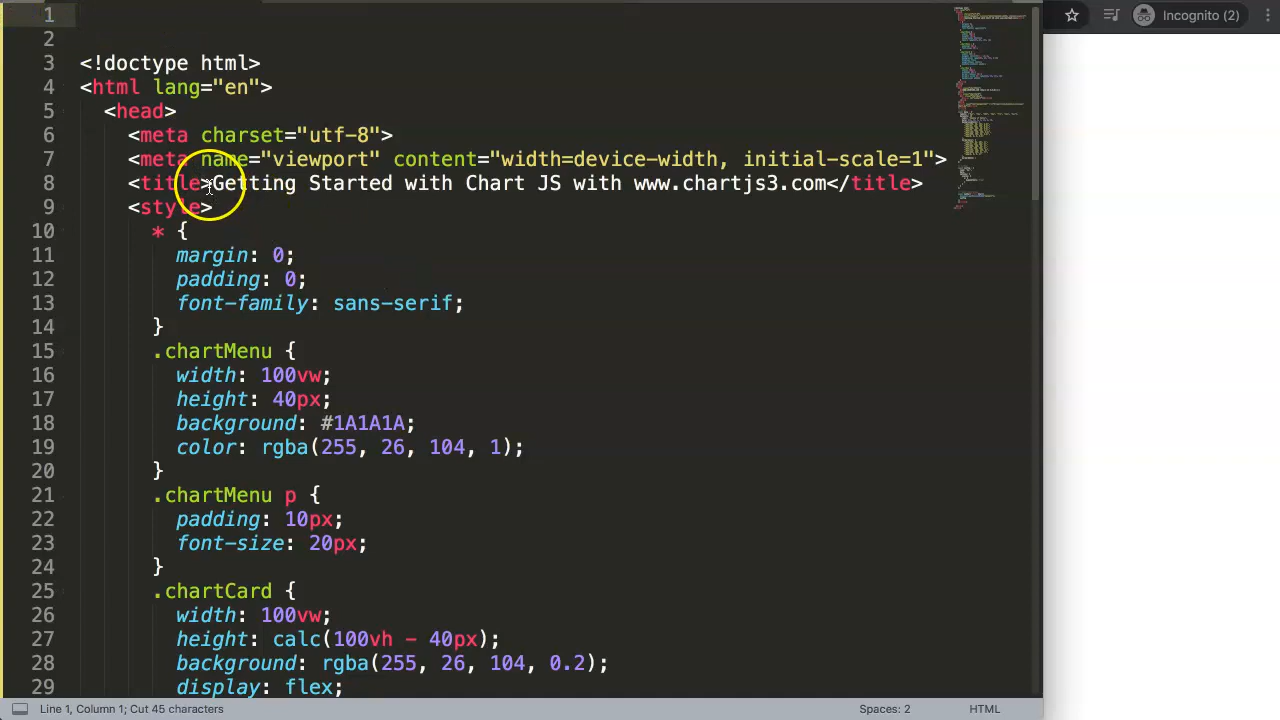 Incognito (2)
1
2
3 <!doctype html>
4 <html lang="en">
5 <head>
6 <meta charset="utf-8">
7 <meta name="viewport" content="width=device-width, initial-scale=1">
8 <title>Getting Started with Chart JS with www.chartjs3.com</title>
9 <style>
10 * {
11 margin: 0;
12 padding: 0;
13 font-family: sans-serif;
14 }
15 .chartMenu {
16 width: 100vw;
17 height: 40px;
18 background: #1A1A1A;
19 color: rgba(255, 26, 104, 1);
20 }
21 .chartMenu p {
22 padding: 10px;
23 font-size: 20px;
24 }
25 .chartCard {
26 width: 100vw;
27 height: calc(100vh - 40px);
28 background: rgba(255, 26, 104, 0.2);
29 display: flex;
Line 1, Column 1; Cut 45 characters
Spaces: 2
HTML